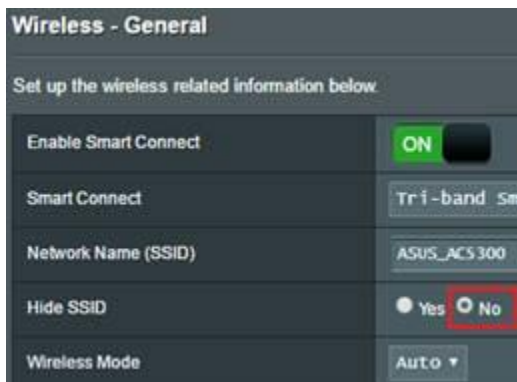 Wireless - General
Set up the wireless related information below.
Enable Smart Connect ON
Smart Connect Tri-band Sm
Network Name (SSID) ASUS_AC5300
Hide SSID Yes No
Wireless Mode Auto